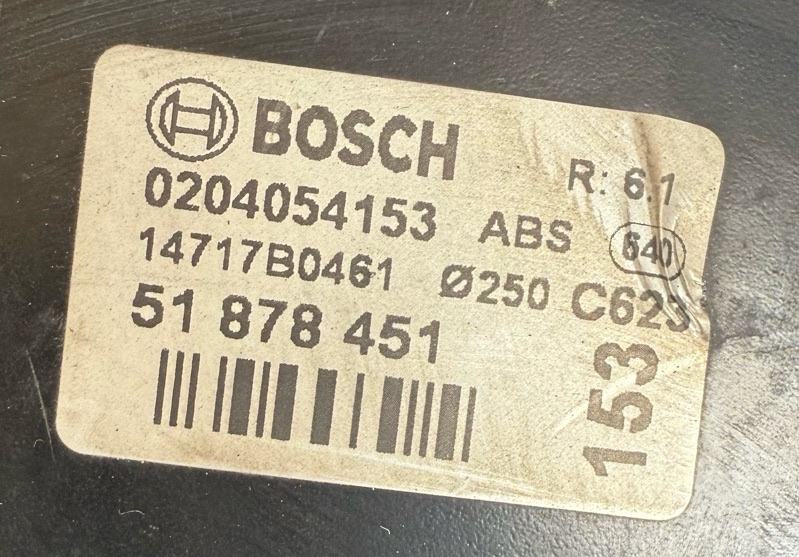 BOSCH
R: 6.1
0204054153 ABS 640
14717B0461 Ø250 C623
51 878 451
153